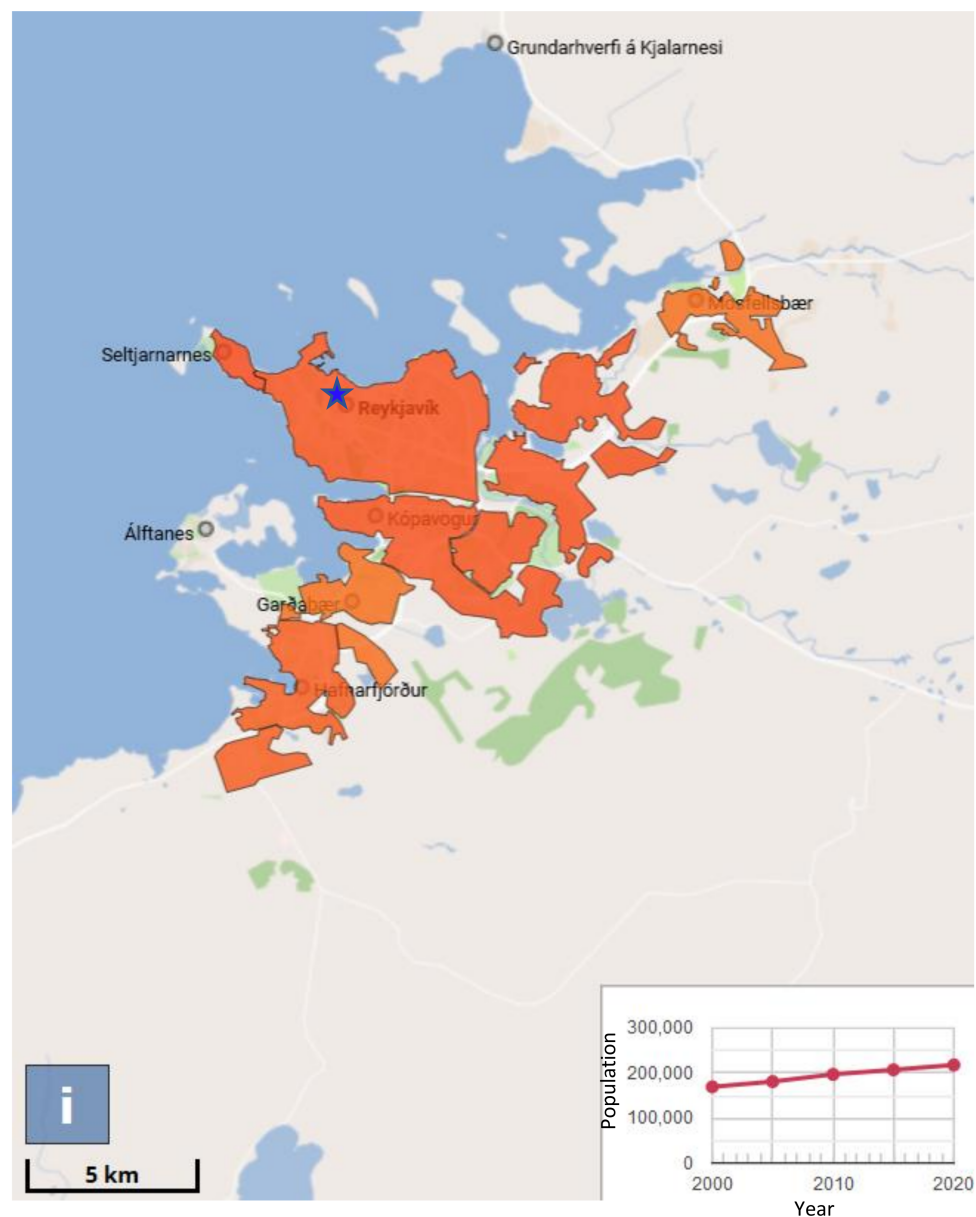 Grundarhverfi á Kjalarnesi
Mosfellsbær
Seltjarnarnes
Reykjavík
Kópavogur
Álftanes
Garðabær
Hafnarfjörður
i
5 km
Population
300,000
200,000
100,000
0
2000
2010
2020
Year